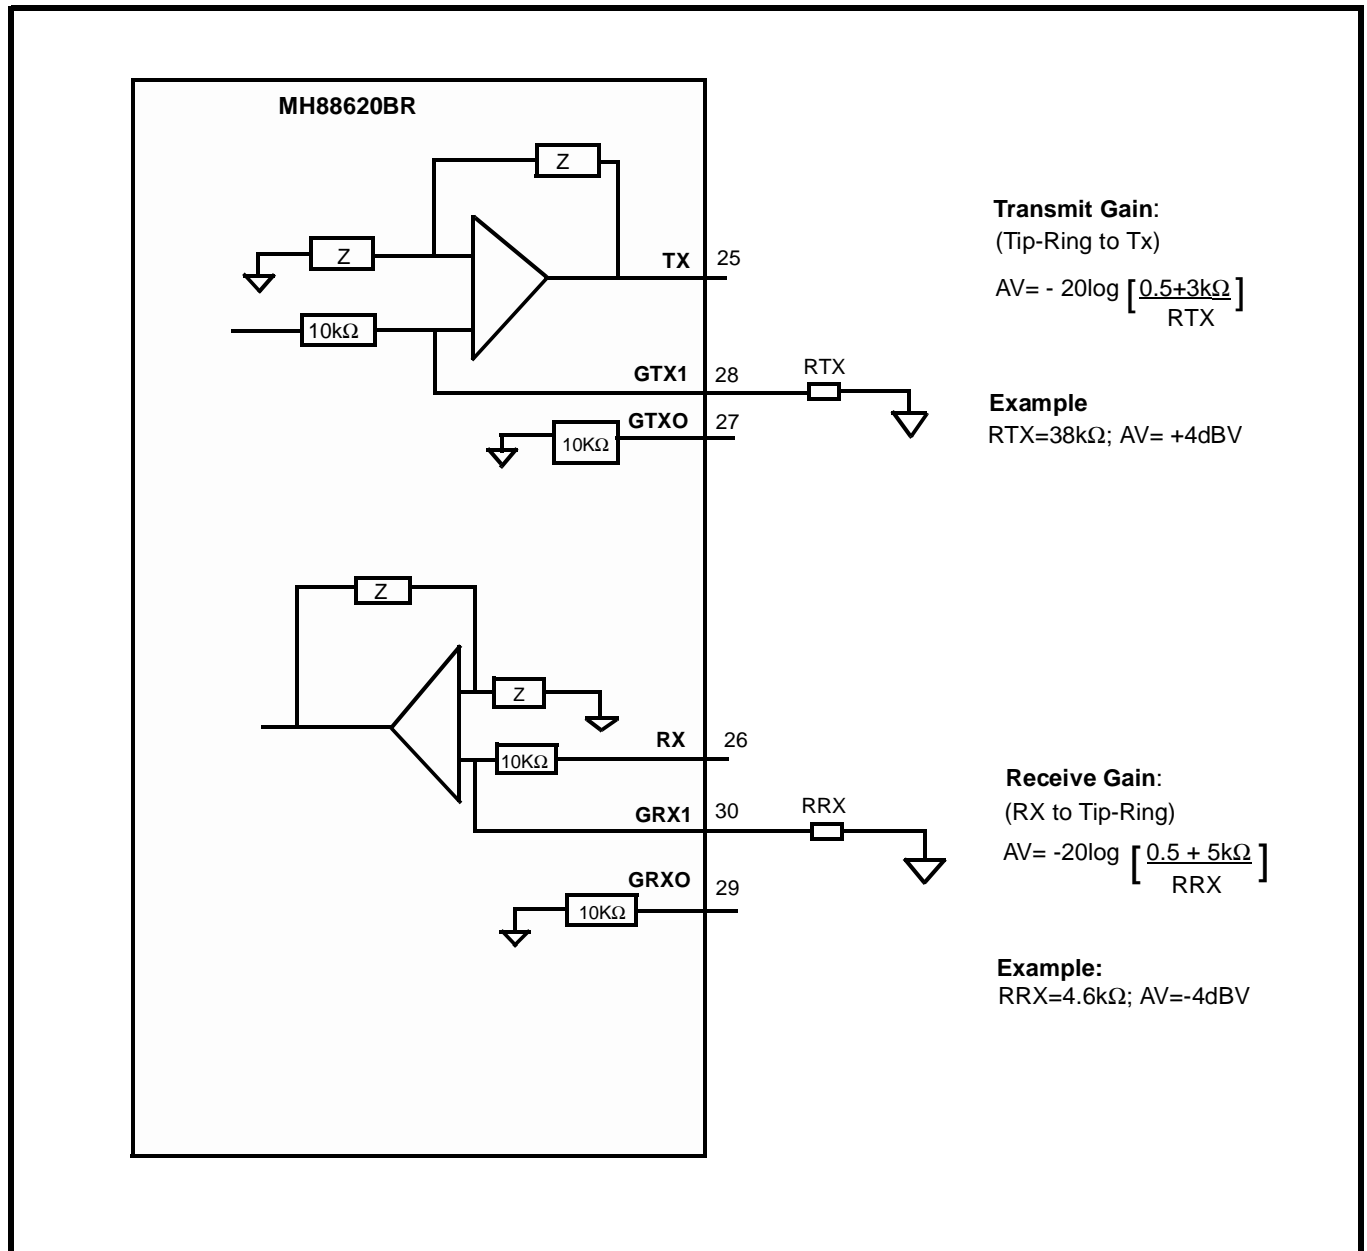 MH88620BR
Z
Z
10kΩ
TX 25
GTX1 28 RTX
GTXO 27
10KΩ
Transmit Gain:
(Tip-Ring to Tx)
AV= - 20log [0.5+3kΩ]
RTX
Example
RTX=38kΩ; AV= +4dBV
Z
Z
RX 26
10KΩ
GRX1 30 RRX
GRXO 29
10KΩ
Receive Gain:
(RX to Tip-Ring)
AV= -20log [0.5 + 5kΩ]
RRX
Example:
RRX=4.6kΩ; AV=-4dBV